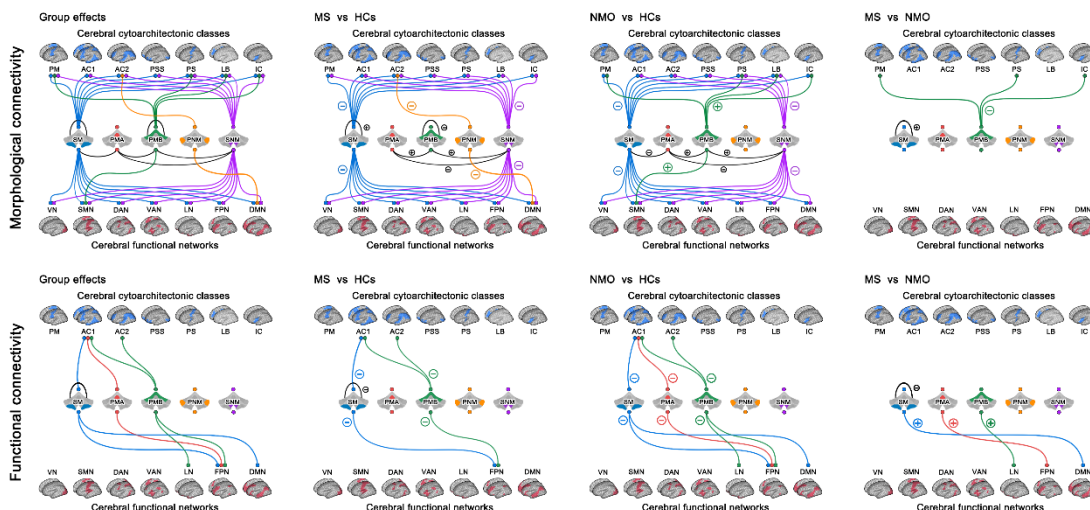 Group effects MS vs HCs NMO vs HCs MS vs NMO
Cerebral cytoarchitectonic classes Cerebral cytoarchitectonic classes Cerebral cytoarchitectonic classes Cerebral cytoarchitectonic classes
PM AC1 AC2 PSS PS LB IC PM AC1 AC2 PSS PS LB IC PM AC1 AC2 PSS PS LB IC PM AC1 AC2 PSS PS LB IC
Morphological connectivity
SM PMA PMB PNM SNM SM PMA PMB PNM SNM SM PMA PMB PNM SNM SM PMA PMB PNM SNM
VN SMN DAN VAN LN FPN DMN VN SMN DAN VAN LN FPN DMN VN SMN DAN VAN LN FPN DMN VN SMN DAN VAN LN FPN DMN
Cerebral functional networks Cerebral functional networks Cerebral functional networks Cerebral functional networks
Group effects MS vs HCs NMO vs HCs MS vs NMO
Cerebral cytoarchitectonic classes Cerebral cytoarchitectonic classes Cerebral cytoarchitectonic classes Cerebral cytoarchitectonic classes
PM AC1 AC2 PSS PS LB IC PM AC1 AC2 PSS PS LB IC PM AC1 AC2 PSS PS LB IC PM AC1 AC2 PSS PS LB IC
Functional connectivity
SM PMA PMB PNM SNM SM PMA PMB PNM SNM SM PMA PMB PNM SNM SM PMA PMB PNM SNM
VN SMN DAN VAN LN FPN DMN VN SMN DAN VAN LN FPN DMN VN SMN DAN VAN LN FPN DMN VN SMN DAN VAN LN FPN DMN
Cerebral functional networks Cerebral functional networks Cerebral functional networks Cerebral functional networks